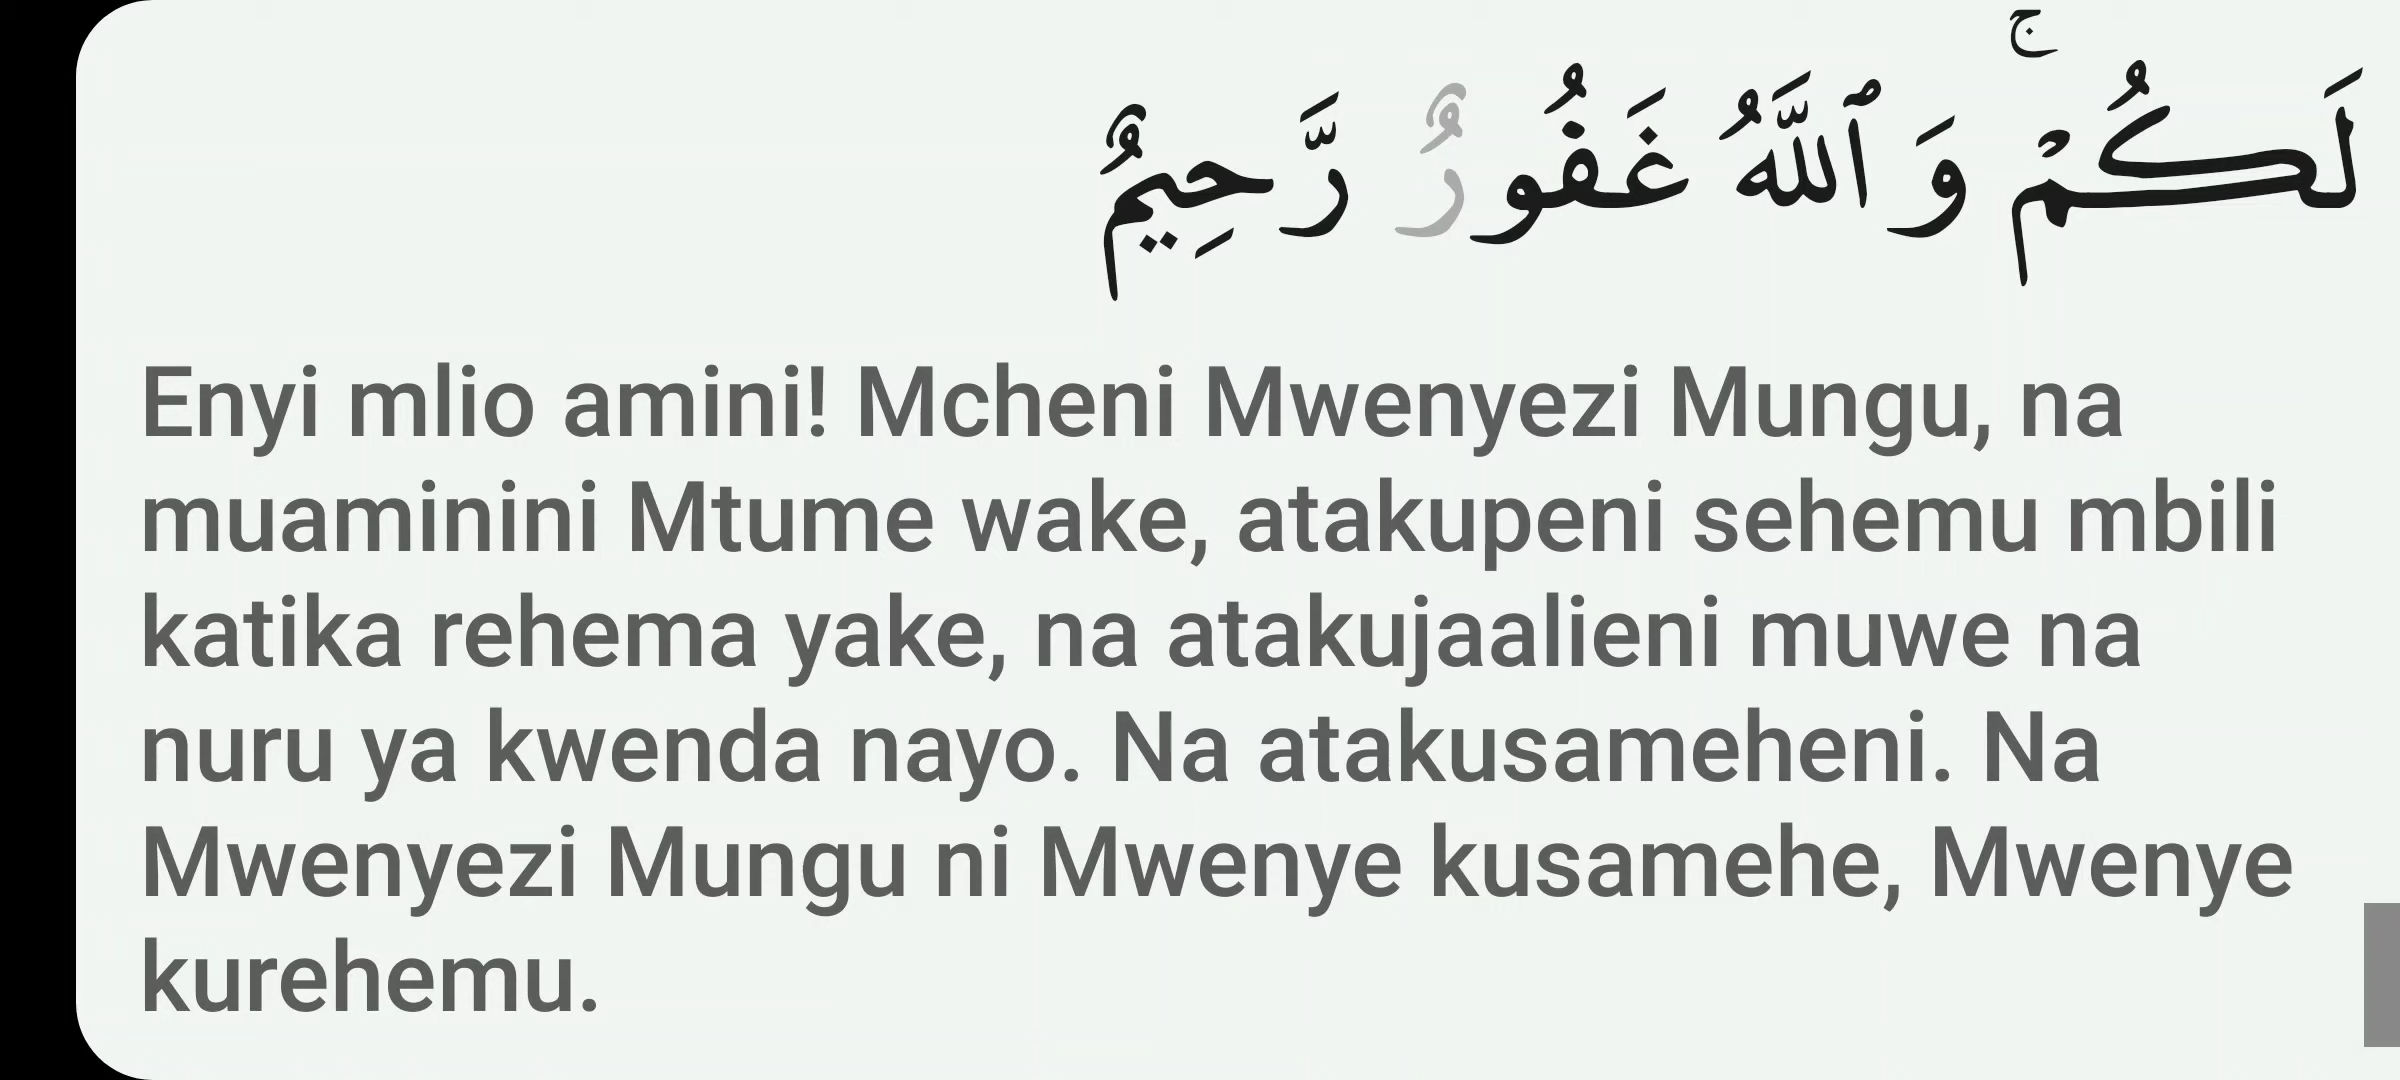 لَكُمْ ۚ وَٱللَّهُ غَفُورٌ رَّحِيمٌ
Enyi mlio amini! Mcheni Mwenyezi Mungu, na
muaminini Mtume wake, atakupeni sehemu mbili
katika rehema yake, na atakujaalieni muwe na
nuru ya kwenda nayo. Na atakusameheni. Na
Mwenyezi Mungu ni Mwenye kusamehe, Mwenye
kurehemu.